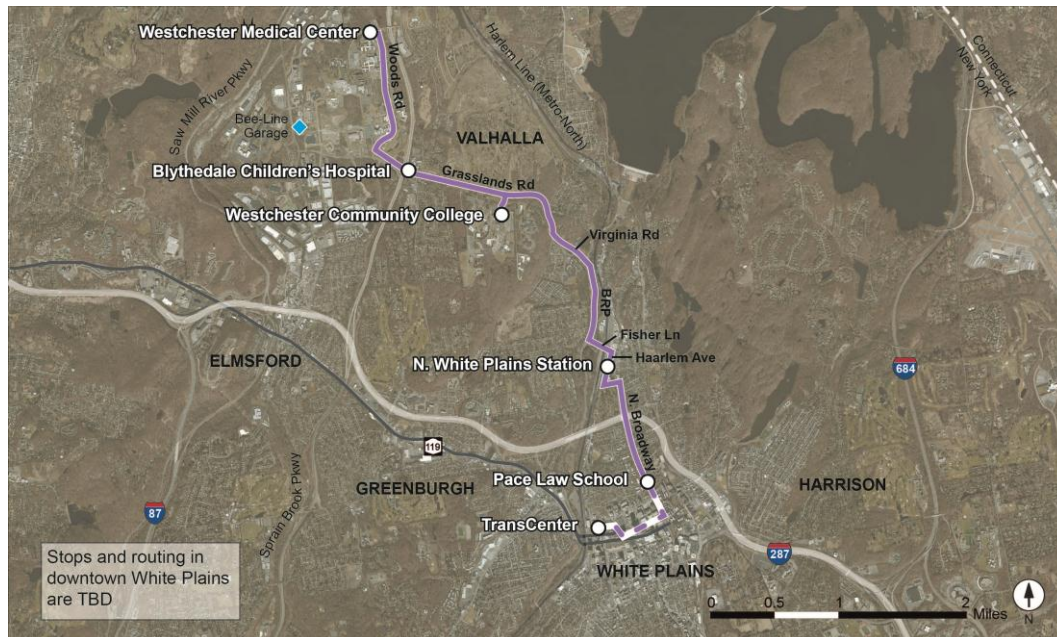 Westchester Medical Center
Woods Rd
Harlem Line (Metro-North)
Connecticut
New York
Saw Mill River Pkwy
Bee-Line
Garage
VALHALLA
Blythedale Children's Hospital
Grasslands Rd
Westchester Community College
Virginia Rd
BRP
Fisher Ln
ELMSFORD
Haarlem Ave
N. White Plains Station
684
N. Broadway
119
Pace Law School
GREENBURGH
HARRISON
87
Sprain Brook Pkwy
TransCenter
287
WHITE PLAINS
Stops and routing in
downtown White Plains
are TBD
0 0.5 1 2
Miles
N